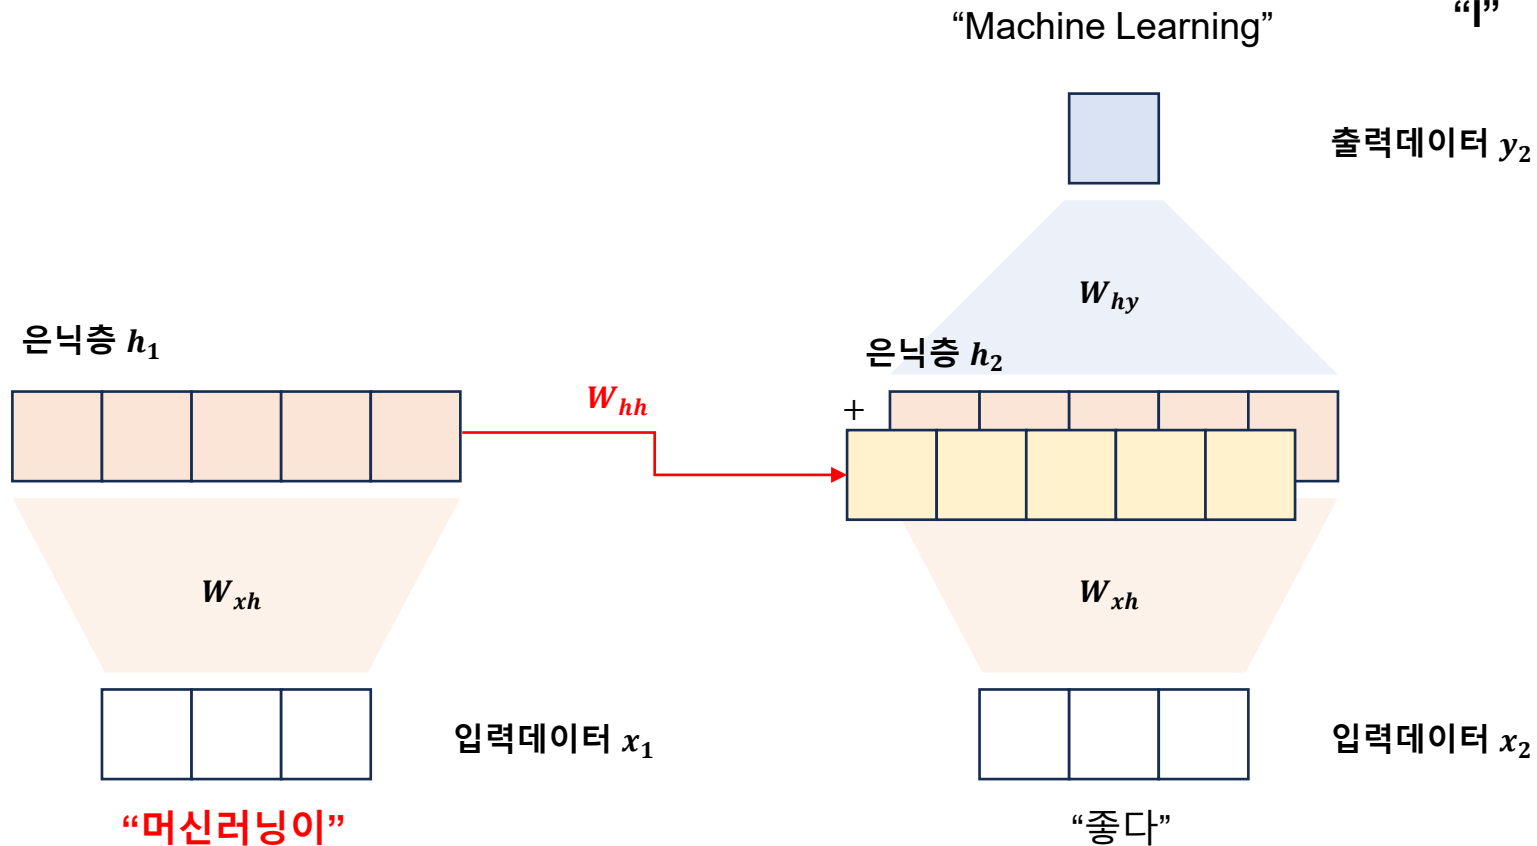 “Machine Learning”
“I”
출력데이터 y₂
W_hy
은닉층 h₁
은닉층 h₂
W_hh
+
W_xh
W_xh
입력데이터 x₁
입력데이터 x₂
“머신러닝이”
“좋다”